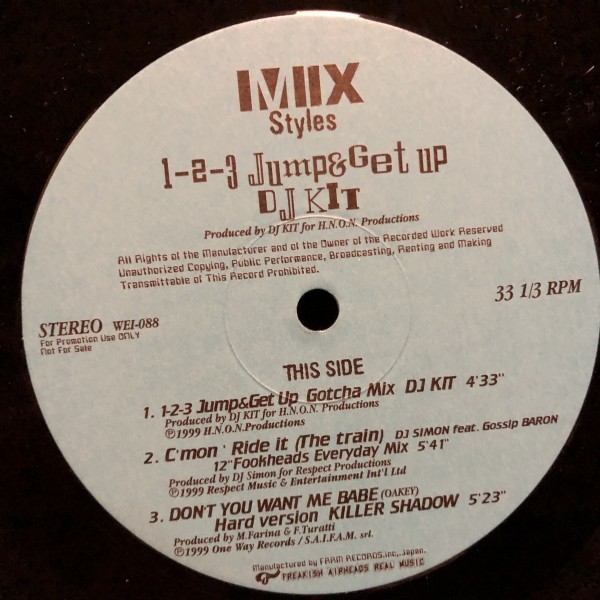 MIIX
Styles
1-2-3 Jump&Get up
DJ KIT
Produced by DJ KIT for H.N.O.N. Productions
All Rights of the Manufacturer and of the Owner of the Recorded Work Reserved
Unauthorized Copying, Public Performance, Broadcasting, Renting and Making
Transmittable of This Record Prohibited.
33 1/3 RPM
STEREO WEI-088
For Promotion Use ONLY
Not For Sale
THIS SIDE
1. 1-2-3 Jump&Get Up Gotcha Mix DJ KIT 4'33"
Produced by DJ KIT for H.N.O.N. Productions
℗1999 H.N.O.N.Productions
2. C'mon ' Ride it (The train) DJ SIMON feat. Gossip BARON
12"Fookheads Everyday Mix 5'41"
Produced by DJ Simon for Respect Productions
℗1999 Respect Music & Entertainment Int'l Ltd
3. DON'T YOU WANT ME BABE (OAKEY)
Hard version KILLER SHADOW 5'23"
Produced by M.Farina & F.Turatti
℗1999 One Way Records / S.A.I.F.A.M. srl.
Manufactured by FARM RECORDS.inc,.Japan.
FREAKISH AIRHEADS REAL MUSIC